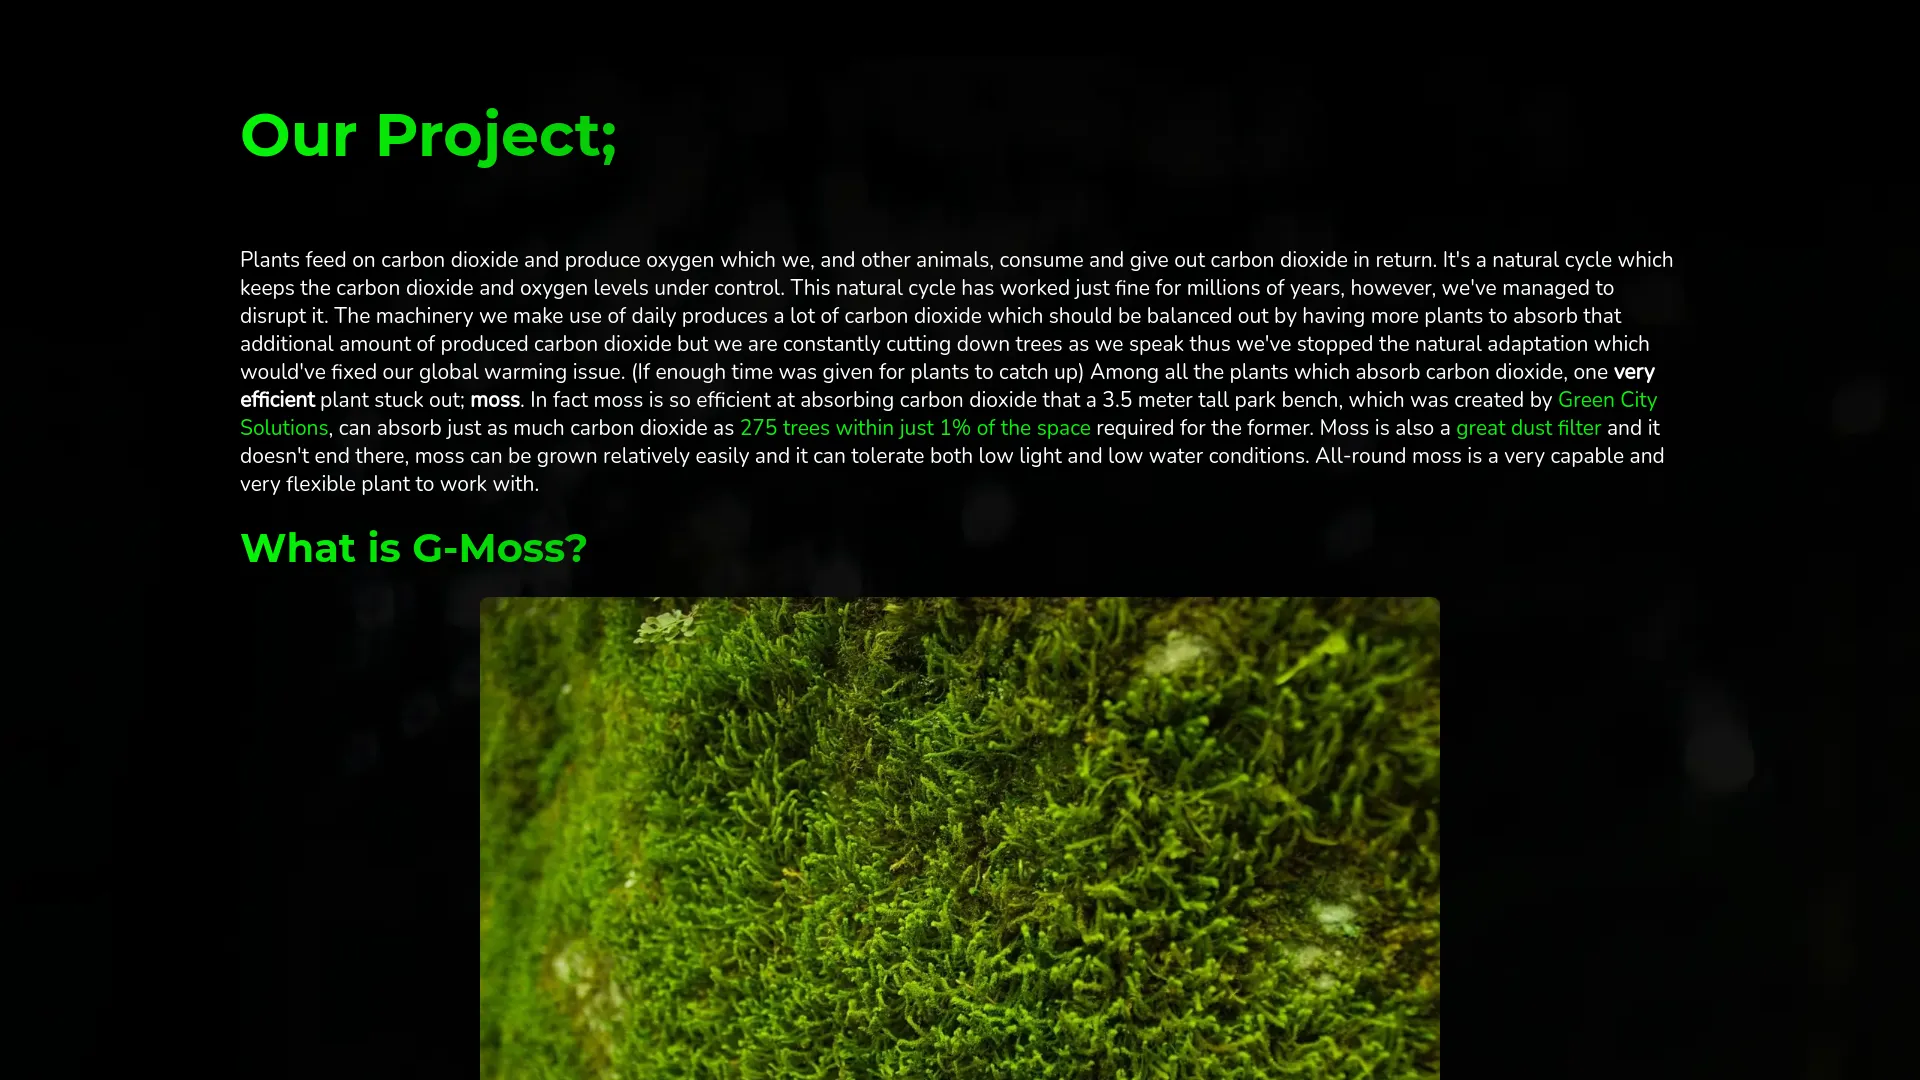 Our Project;
Plants feed on carbon dioxide and produce oxygen which we, and other animals, consume and give out carbon dioxide in return. It's a natural cycle which
keeps the carbon dioxide and oxygen levels under control. This natural cycle has worked just fine for millions of years, however, we've managed to
disrupt it. The machinery we make use of daily produces a lot of carbon dioxide which should be balanced out by having more plants to absorb that
additional amount of produced carbon dioxide but we are constantly cutting down trees as we speak thus we've stopped the natural adaptation which
would've fixed our global warming issue. (If enough time was given for plants to catch up) Among all the plants which absorb carbon dioxide, one very
efficient plant stuck out; moss. In fact moss is so efficient at absorbing carbon dioxide that a 3.5 meter tall park bench, which was created by Green City
Solutions, can absorb just as much carbon dioxide as 275 trees within just 1% of the space required for the former. Moss is also a great dust filter and it
doesn't end there, moss can be grown relatively easily and it can tolerate both low light and low water conditions. All-round moss is a very capable and
very flexible plant to work with.
What is G-Moss?